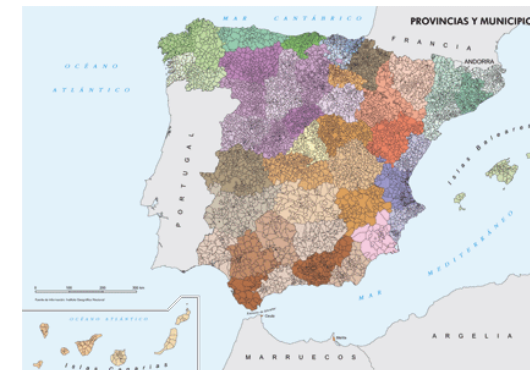 PROVINCIAS Y MUNICIPIO
MAR CANTÁBRICO
FRANCIA
ANDORRA
OCÉANO
ATLÁNTICO
PORTUGAL
Islas Baleares
MAR MEDITERRÁNEO
OCÉANO ATLÁNTICO
Islas Canarias
Ceuta
Melilla
MARRUECOS
ARGELIA